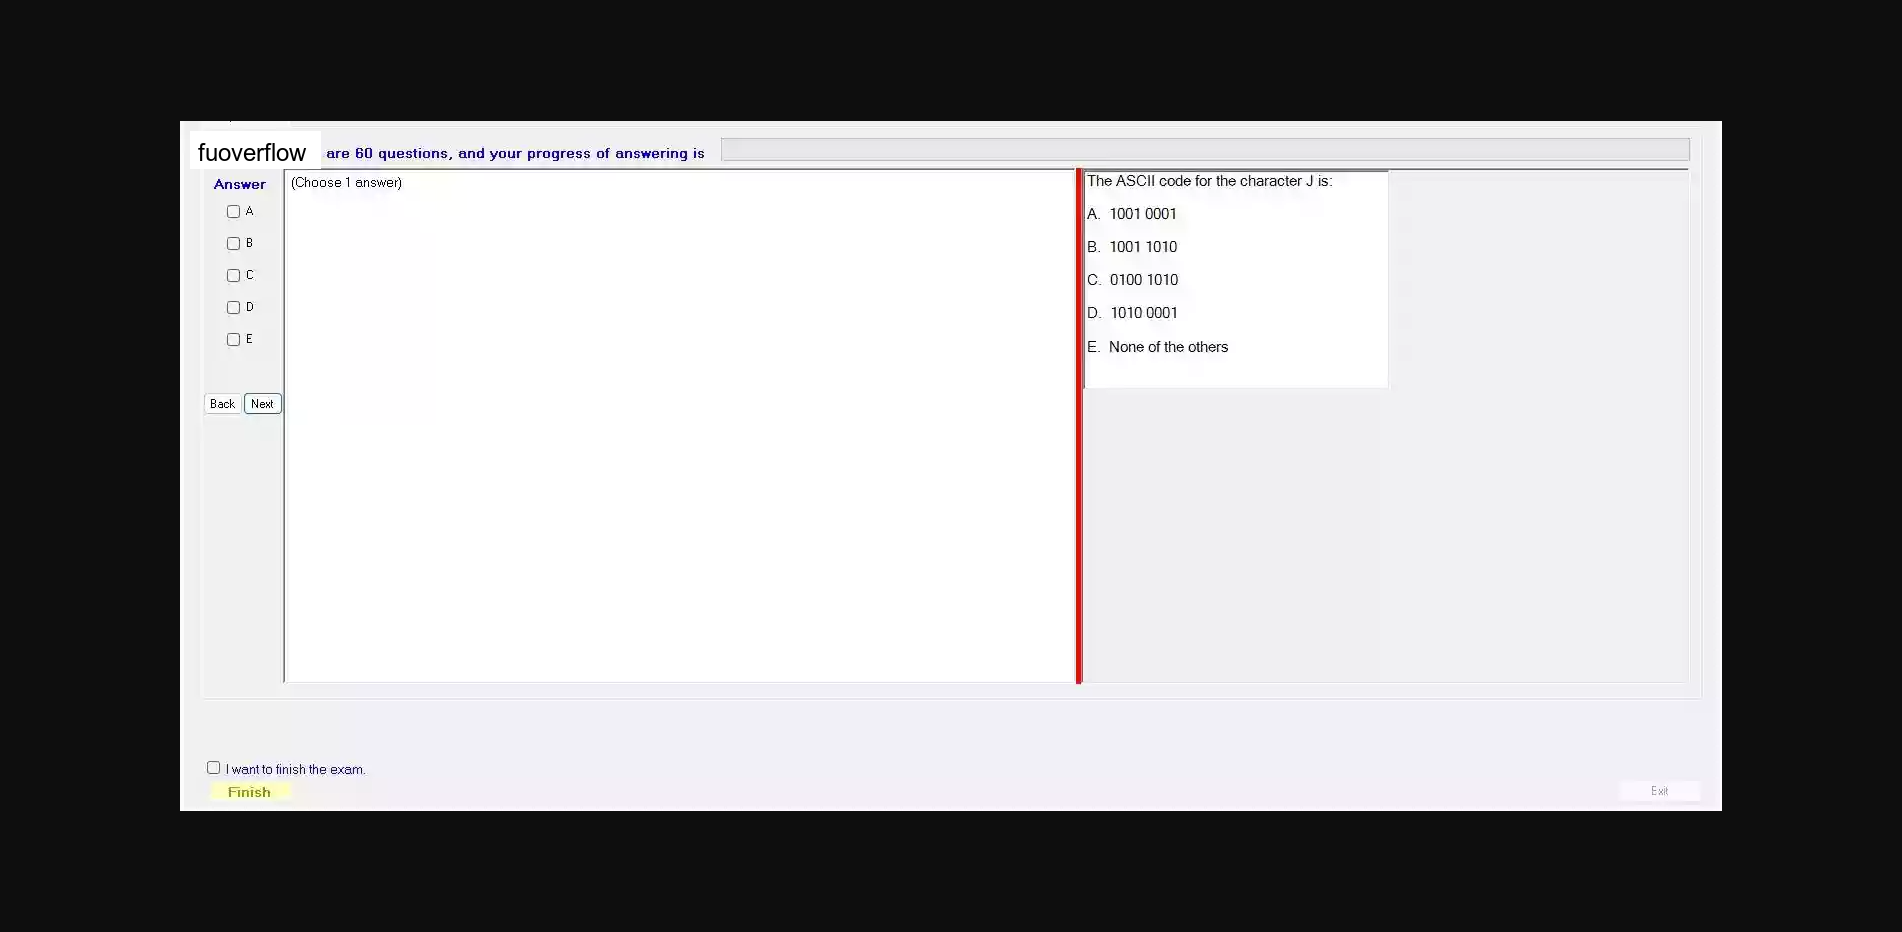 fuoverflow are 60 questions, and your progress of answering is
Answer
A
B
C
D
E
Back Next
(Choose 1 answer)
The ASCII code for the character J is:
A. 1001 0001
B. 1001 1010
C. 0100 1010
D. 1010 0001
E. None of the others
I want to finish the exam.
Finish
Exit